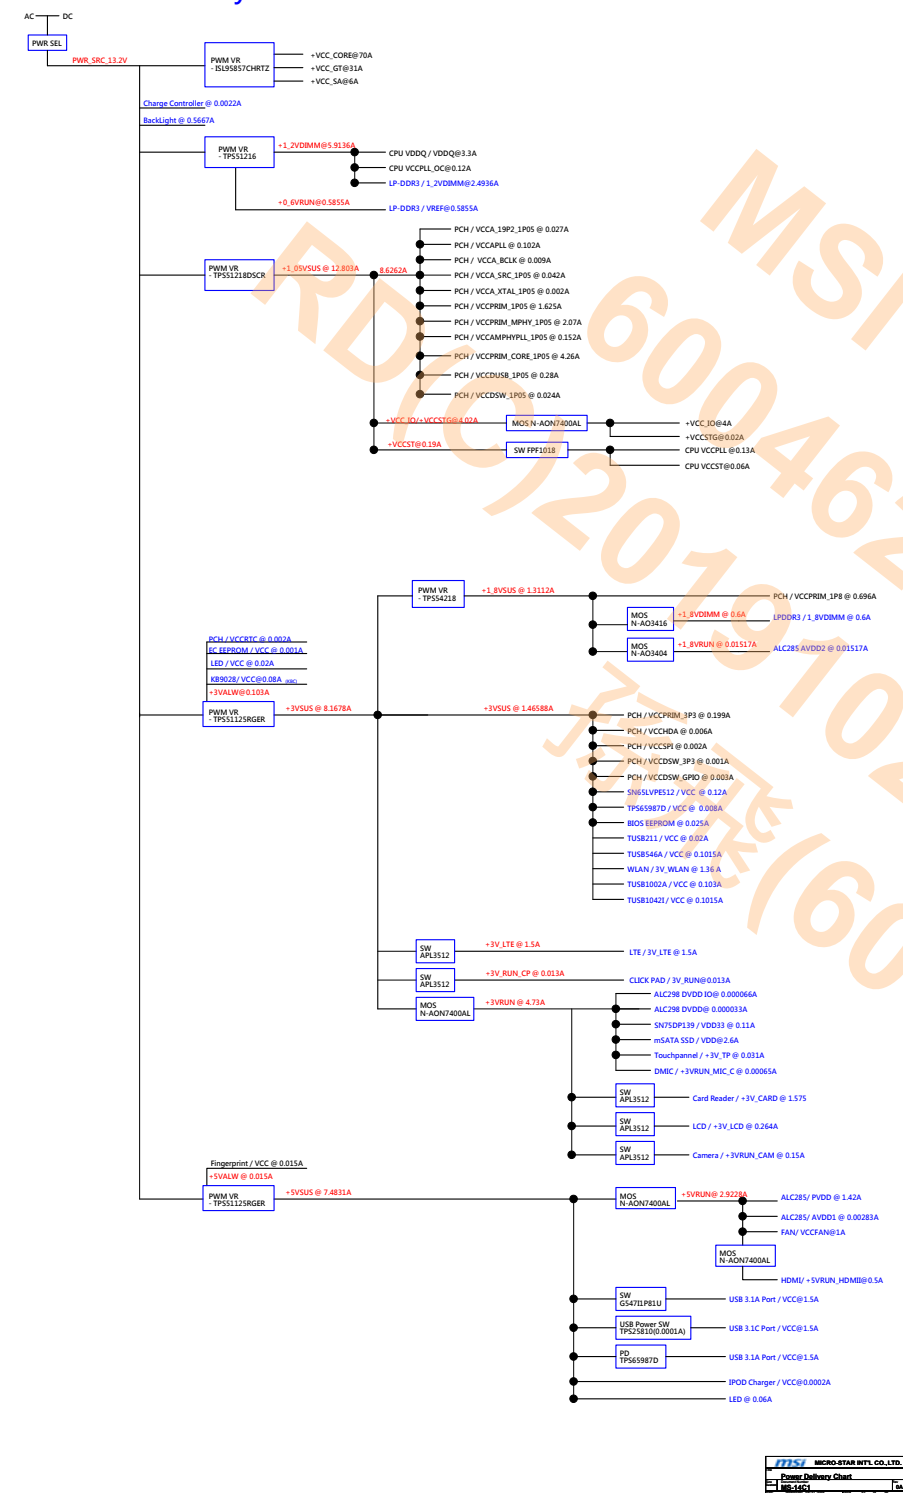 AC DC
PWR SEL
PWR_SRC_13.2V
PWM VR
- ISL95857CHRTZ
+VCC_CORE@70A
+VCC_GT@31A
+VCC_SA@6A
Charge Controller @ 0.0022A
BackLight @ 0.5667A
PWM VR
- TPS51216
+1_2VDIMM@5.9136A
CPU VDDQ / VDDQ@3.3A
CPU VCCPLL_OC@0.12A
LP-DDR3 / 1_2VDIMM@2.4936A
+0_6VRUN@0.5855A
LP-DDR3 / VREF@0.5855A
PWM VR
- TPS51218DSCR
+1_05VSUS @ 12.803A
8.6262A
PCH / VCCA_19P2_1P05 @ 0.027A
PCH / VCCAPLL @ 0.102A
PCH / VCCA_BCLK @ 0.009A
PCH / VCCA_SRC_1P05 @ 0.042A
PCH / VCCA_XTAL_1P05 @ 0.002A
PCH / VCCPRIM_1P05 @ 1.625A
PCH / VCCPRIM_MPHY_1P05 @ 2.07A
PCH / VCCAMPHYPLL_1P05 @ 0.152A
PCH / VCCPRIM_CORE_1P05 @ 4.26A
PCH / VCCDUSB_1P05 @ 0.28A
PCH / VCCDSW_1P05 @ 0.024A
+VCC_IO/+VCCSTG@4.02A
MOS N-AON7400AL
+VCC_IO@4A
+VCCSTG@0.02A
+VCCST@0.19A
SW FPF1018
CPU VCCPLL @0.13A
CPU VCCST@0.06A
PWM VR
- TPS54218
+1_8VSUS @ 1.3112A
PCH / VCCPRIM_1P8 @ 0.696A
MOS
N-AO3416
+1_8VDIMM @ 0.6A
LPDDR3 / 1_8VDIMM @ 0.6A
MOS
N-AO3404
+1_8VRUN @ 0.01517A
ALC285 AVDD2 @ 0.01517A
PCH / VCCRTC @ 0.002A
EC EEPROM / VCC @ 0.001A
LED / VCC @ 0.02A
KB9028/ VCC@0.08A (KBC)
+3VALW@0.103A
PWM VR
- TPS51125RGER
+3VSUS @ 8.1678A
+3VSUS @ 1.46588A
PCH / VCCPRIM_3P3 @ 0.199A
PCH / VCCHDA @ 0.006A
PCH / VCCSPI @ 0.002A
PCH / VCCDSW_3P3 @ 0.001A
PCH / VCCDSW_GPIO @ 0.003A
SN65LVPE512 / VCC @ 0.12A
TPS65987D / VCC @ 0.008A
BIOS EEPROM @ 0.025A
TUSB211 / VCC @ 0.02A
TUSB546A / VCC @ 0.1015A
WLAN / 3V_WLAN @ 1.36 A
TUSB1002A / VCC @ 0.103A
TUSB1042I / VCC @ 0.1015A
SW
APL3512
+3V_LTE @ 1.5A
LTE / 3V_LTE @ 1.5A
SW
APL3512
+3V_RUN_CP @ 0.013A
CLICK PAD / 3V_RUN@0.013A
MOS
N-AON7400AL
+3VRUN @ 4.73A
ALC298 DVDD IO@ 0.000066A
ALC298 DVDD@ 0.000033A
SN75DP139 / VDD33 @ 0.11A
mSATA SSD / VDD@2.6A
Touchpannel / +3V_TP @ 0.031A
DMIC / +3VRUN_MIC_C @ 0.00065A
SW
APL3512
Card Reader / +3V_CARD @ 1.575
SW
APL3512
LCD / +3V_LCD @ 0.264A
SW
APL3512
Camera / +3VRUN_CAM @ 0.15A
Fingerprint / VCC @ 0.015A
+5VALW @ 0.015A
PWM VR
- TPS51125RGER
+5VSUS @ 7.4831A
MOS
N-AON7400AL
+5VRUN@ 2.9228A
ALC285/ PVDD @ 1.42A
ALC285/ AVDD1 @ 0.00283A
FAN/ VCCFAN@1A
MOS
N-AON7400AL
HDMI/ +5VRUN_HDMII@0.5A
SW
G547I1P81U
USB 3.1A Port / VCC@1.5A
USB Power SW
TPS25810(0.0001A)
USB 3.1C Port / VCC@1.5A
PD
TPS65987D
USB 3.1A Port / VCC@1.5A
IPOD Charger / VCC@0.0002A
LED @ 0.06A
MSI
600462
RD(C)2019102
(60
msi MICRO-STAR INT'L CO.,LTD.
Power Delivery Chart
MS-14C1